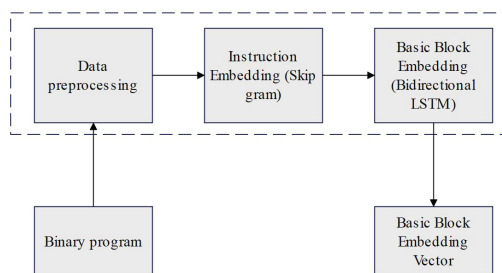 Data
preprocessing
Instruction
Embedding (Skip
gram)
Basic Block
Embedding
(Bidirectional
LSTM)
Binary program
Basic Block
Embedding
Vector